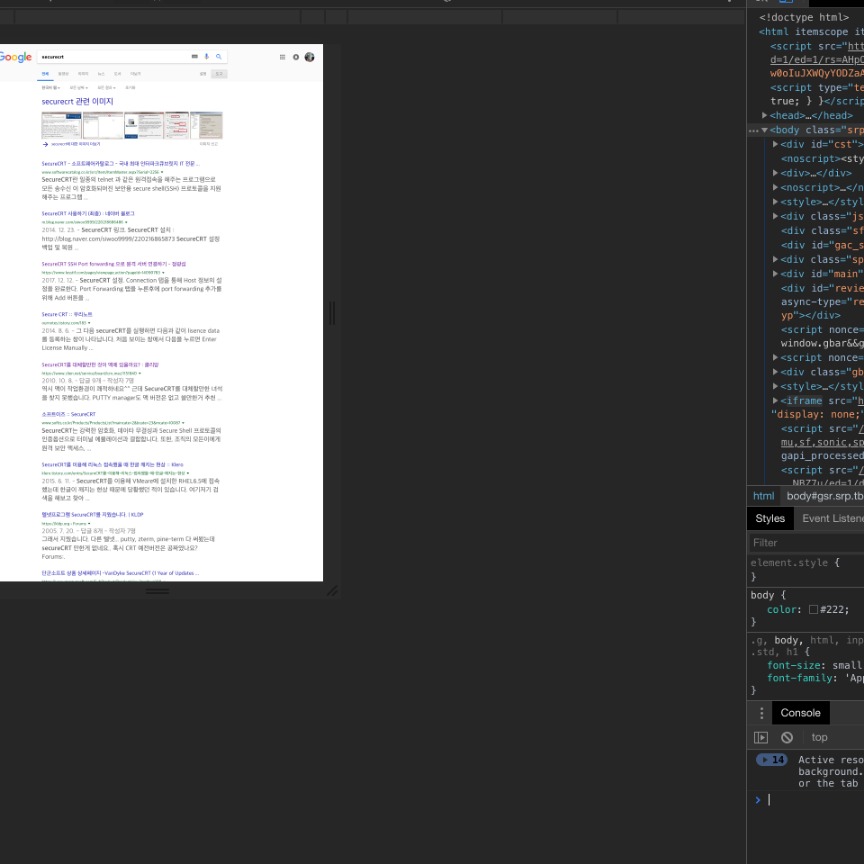 Google
securecrt
securecrt 관련 이미지
SecureCRT - 소프트웨어카탈로그 - 국내 최대 인터파크큐브릿지 IT 전문 ...
SecureCRT란 일종의 telnet 과 같은 원격접속을 해주는 프로그램으로
모든 송수신 이 암호화되어진 보안용 secure shell(SSH) 프로토콜을 지원
해주는 프로그램 ...
SecureCRT 사용하기 (최종) : 네이버 블로그
2014. 12. 23. - SecureCRT 링크. SecureCRT 설치 :
SecureCRT 설정
백업 및 복원 ...
SecureCRT SSH Port forwarding 으로 원격 서버 연결하기 -
2017. 12. 12. - SecureCRT 설정. Connection 탭을 통해 Host 정보의 설
정을 완료한다. Port Forwarding 탭을 누른후에 port forwarding 추가를
위해 Add 버튼을 ...
Secure CRT :: 우리노트
2014. 8. 6. - 그 다음 secureCRT를 실행하면 다음과 같이 lisence data
를 등록하는 창이 나타납니다. 처음 보이는 창에서 다음을 누르면 Enter
License Manually ...
SecureCRT를 대체할만한 것이 맥에 있을까요? : 클리앙
2010. 10. 8. - 답글 9개 - 작성자 7명
역시 맥이 작업환경이 쾌적하네요^^ 근데 SecureCRT를 대체할만한 녀석
을 찾지 못했습니다. PUTTY manager도 맥 버전은 없고 쓸만한거 추천 ...
소프트이즈 :: SecureCRT
SecureCRT는 강력한 암호화, 데이터 무결성과 Secure Shell 프로토콜의
인증옵션으로 터미널 에뮬레이션과 결합합니다. 또한, 조직의 모든이에게
원격 보안 액세스, ...
SecureCRT를 이용해 리눅스 접속했을 때 한글 깨지는 현상 :: kkero
2015. 8. 11. - SecureCRT를 이용해 VMware에 설치한 RHEL6.5에 접속
했는데 한글이 깨지는 현상 때문에 당황했던 적이 있습니다. 여기저기 검
색을 해보고 찾아 ...
텔넷프로그램 SecureCRT를 지웠습니다. | KLDP
2005. 7. 20. - 답글 8개 - 작성자 7명
그래서 지웠습니다. 다른 텔넷... putty, zterm, pine-term 다 써봤는데
secureCRT 만한게 없네요. 혹시 CRT 예전버전은 공짜였나요?
Forums‹.
만은소프트 상품 상세페이지 -VanDyke SecureCRT (1 Year of Updates ...
<!doctype html>
<html itemscope it
<script src="htt
d=1/ed=1/rs=AHpO
w0oIuJXWQyYODZaA
<script type="te
true; } }</scrip
▶<head>…</head>
…▼<body class="srp
▶<div id="cst">
<noscript><sty
▶<div>…</div>
▶<noscript>…</n
▶<style>…</styl
▶<div class="js
<div class="sf
<div id="gac_s
▶<div class="sp
▶<div id="main"
<div id="revie
async-type="re
yp"></div>
<script nonce=
window.gbar&&g
▶<script nonce=
▶<div class="gb
▶<style>…</styl
▶<iframe src="h
"display: none;"
<script src="/
mu,sf,sonic,sp
gapi_processed
<script src="/
NBZ7u/ed=1/d
html body#gsr.srp.tb
Styles Event Listene
Filter
element.style {
}
body {
color: #222;
}
.g, body, html, inp
.std, h1 {
font-size: small
font-family: 'App
}
Console
top
14 Active reso
background.
or the tab